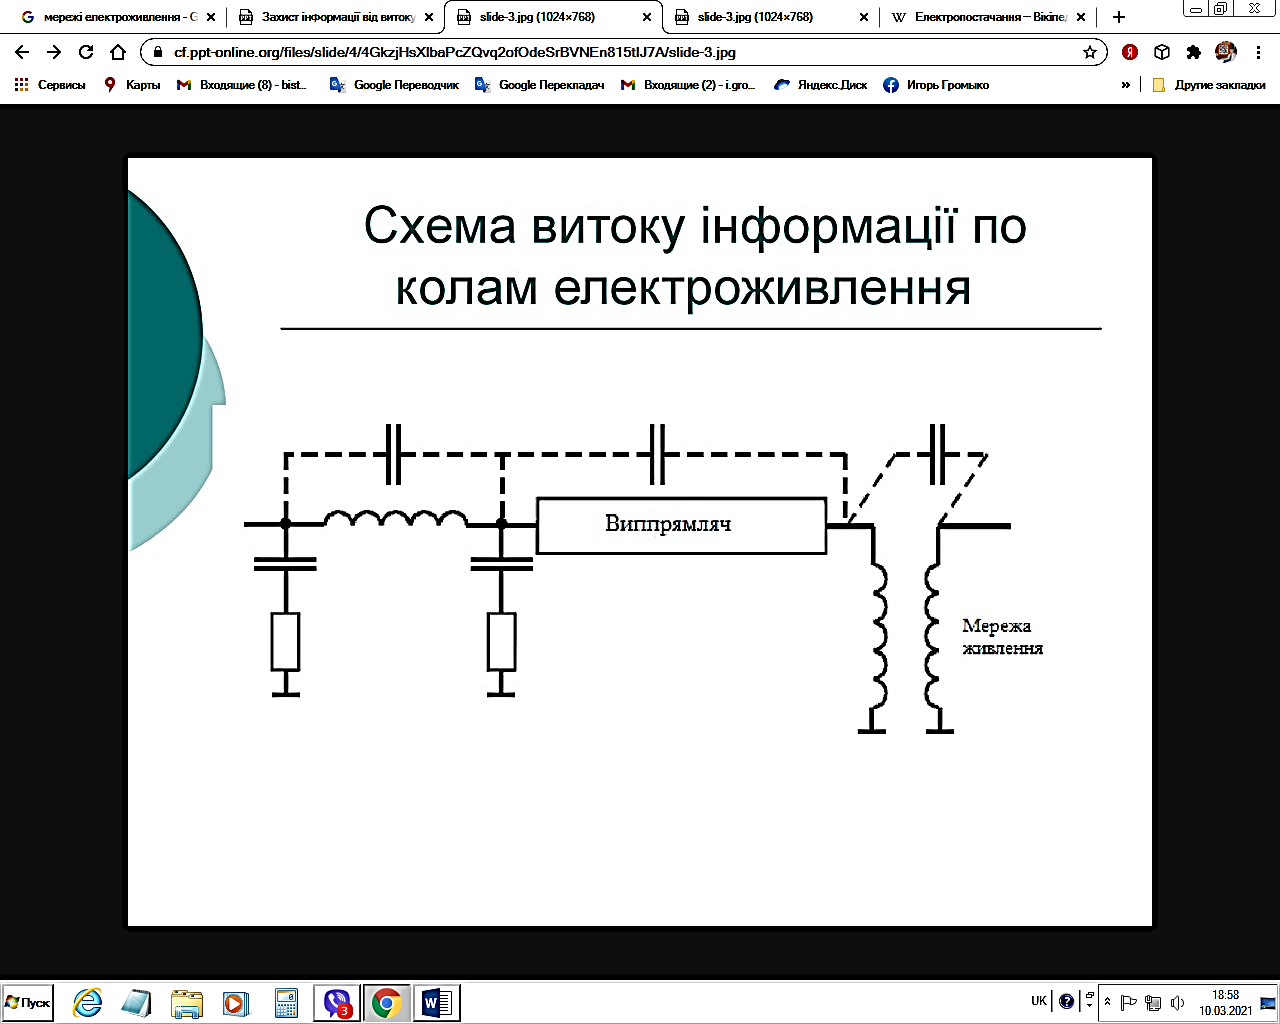 мережі електроживлення - G
Захист інформації від витоку
slide-3.jpg (1024×768)
slide-3.jpg (1024×768)
Електропостачання – Вікіпе
cf.ppt-online.org/files/slide/4/4GkzjHsXlbaPcZQvq2ofOdeSrBVNEn815tIJ7A/slide-3.jpg
Сервисы
Карты
Входящие (8) - bist...
Google Переводчик
Google Перекладач
Входящие (2) - i.gro...
Яндекс.Диск
Игорь Громыко
»
Другие закладки
Схема витоку інформації по
колам електроживлення
Виппрямляч
Мережа
живлення
Пуск
3
UK
18:58
10.03.2021